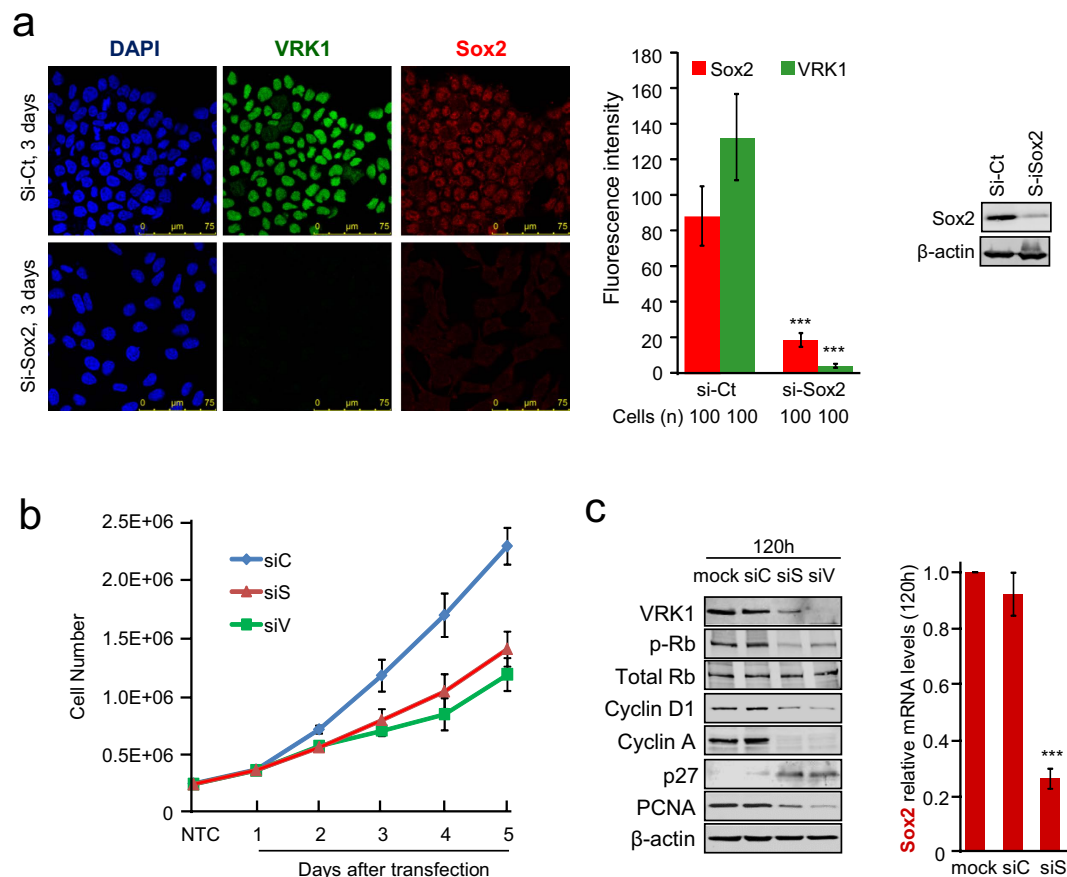 a
DAPI VRK1 Sox2
Si-Ct, 3 days
0 µm 75 0 µm 75 0 µm 75
Si-Sox2, 3 days
0 µm 75 0 µm 75 0 µm 75
Fluorescence intensity
Sox2 VRK1
180
160
140
120
100
80
60
40
20
0
*** ***
si-Ct si-Sox2
Cells (n) 100 100 100 100
Si-Ct S-iSox2
Sox2
β-actin
b
Cell Number
2.5E+06
2.0E+06
1.5E+06
1.0E+06
0.5E+06
0
siC
siS
siV
NTC 1 2 3 4 5
Days after transfection
c
120h
mock siC siS siV
VRK1
p-Rb
Total Rb
Cyclin D1
Cyclin A
p27
PCNA
β-actin
Sox2 relative mRNA levels (120h)
1.0
0.8
0.6
0.4
0.2
0
***
mock siC siS